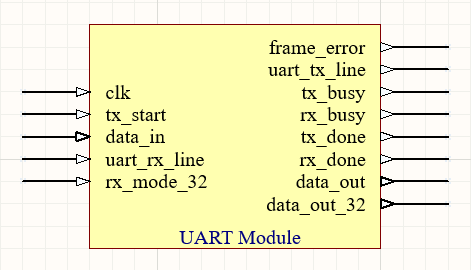 frame_error
uart_tx_line
clk
tx_busy
tx_start
rx_busy
data_in
tx_done
uart_rx_line
rx_done
rx_mode_32
data_out
data_out_32
UART Module